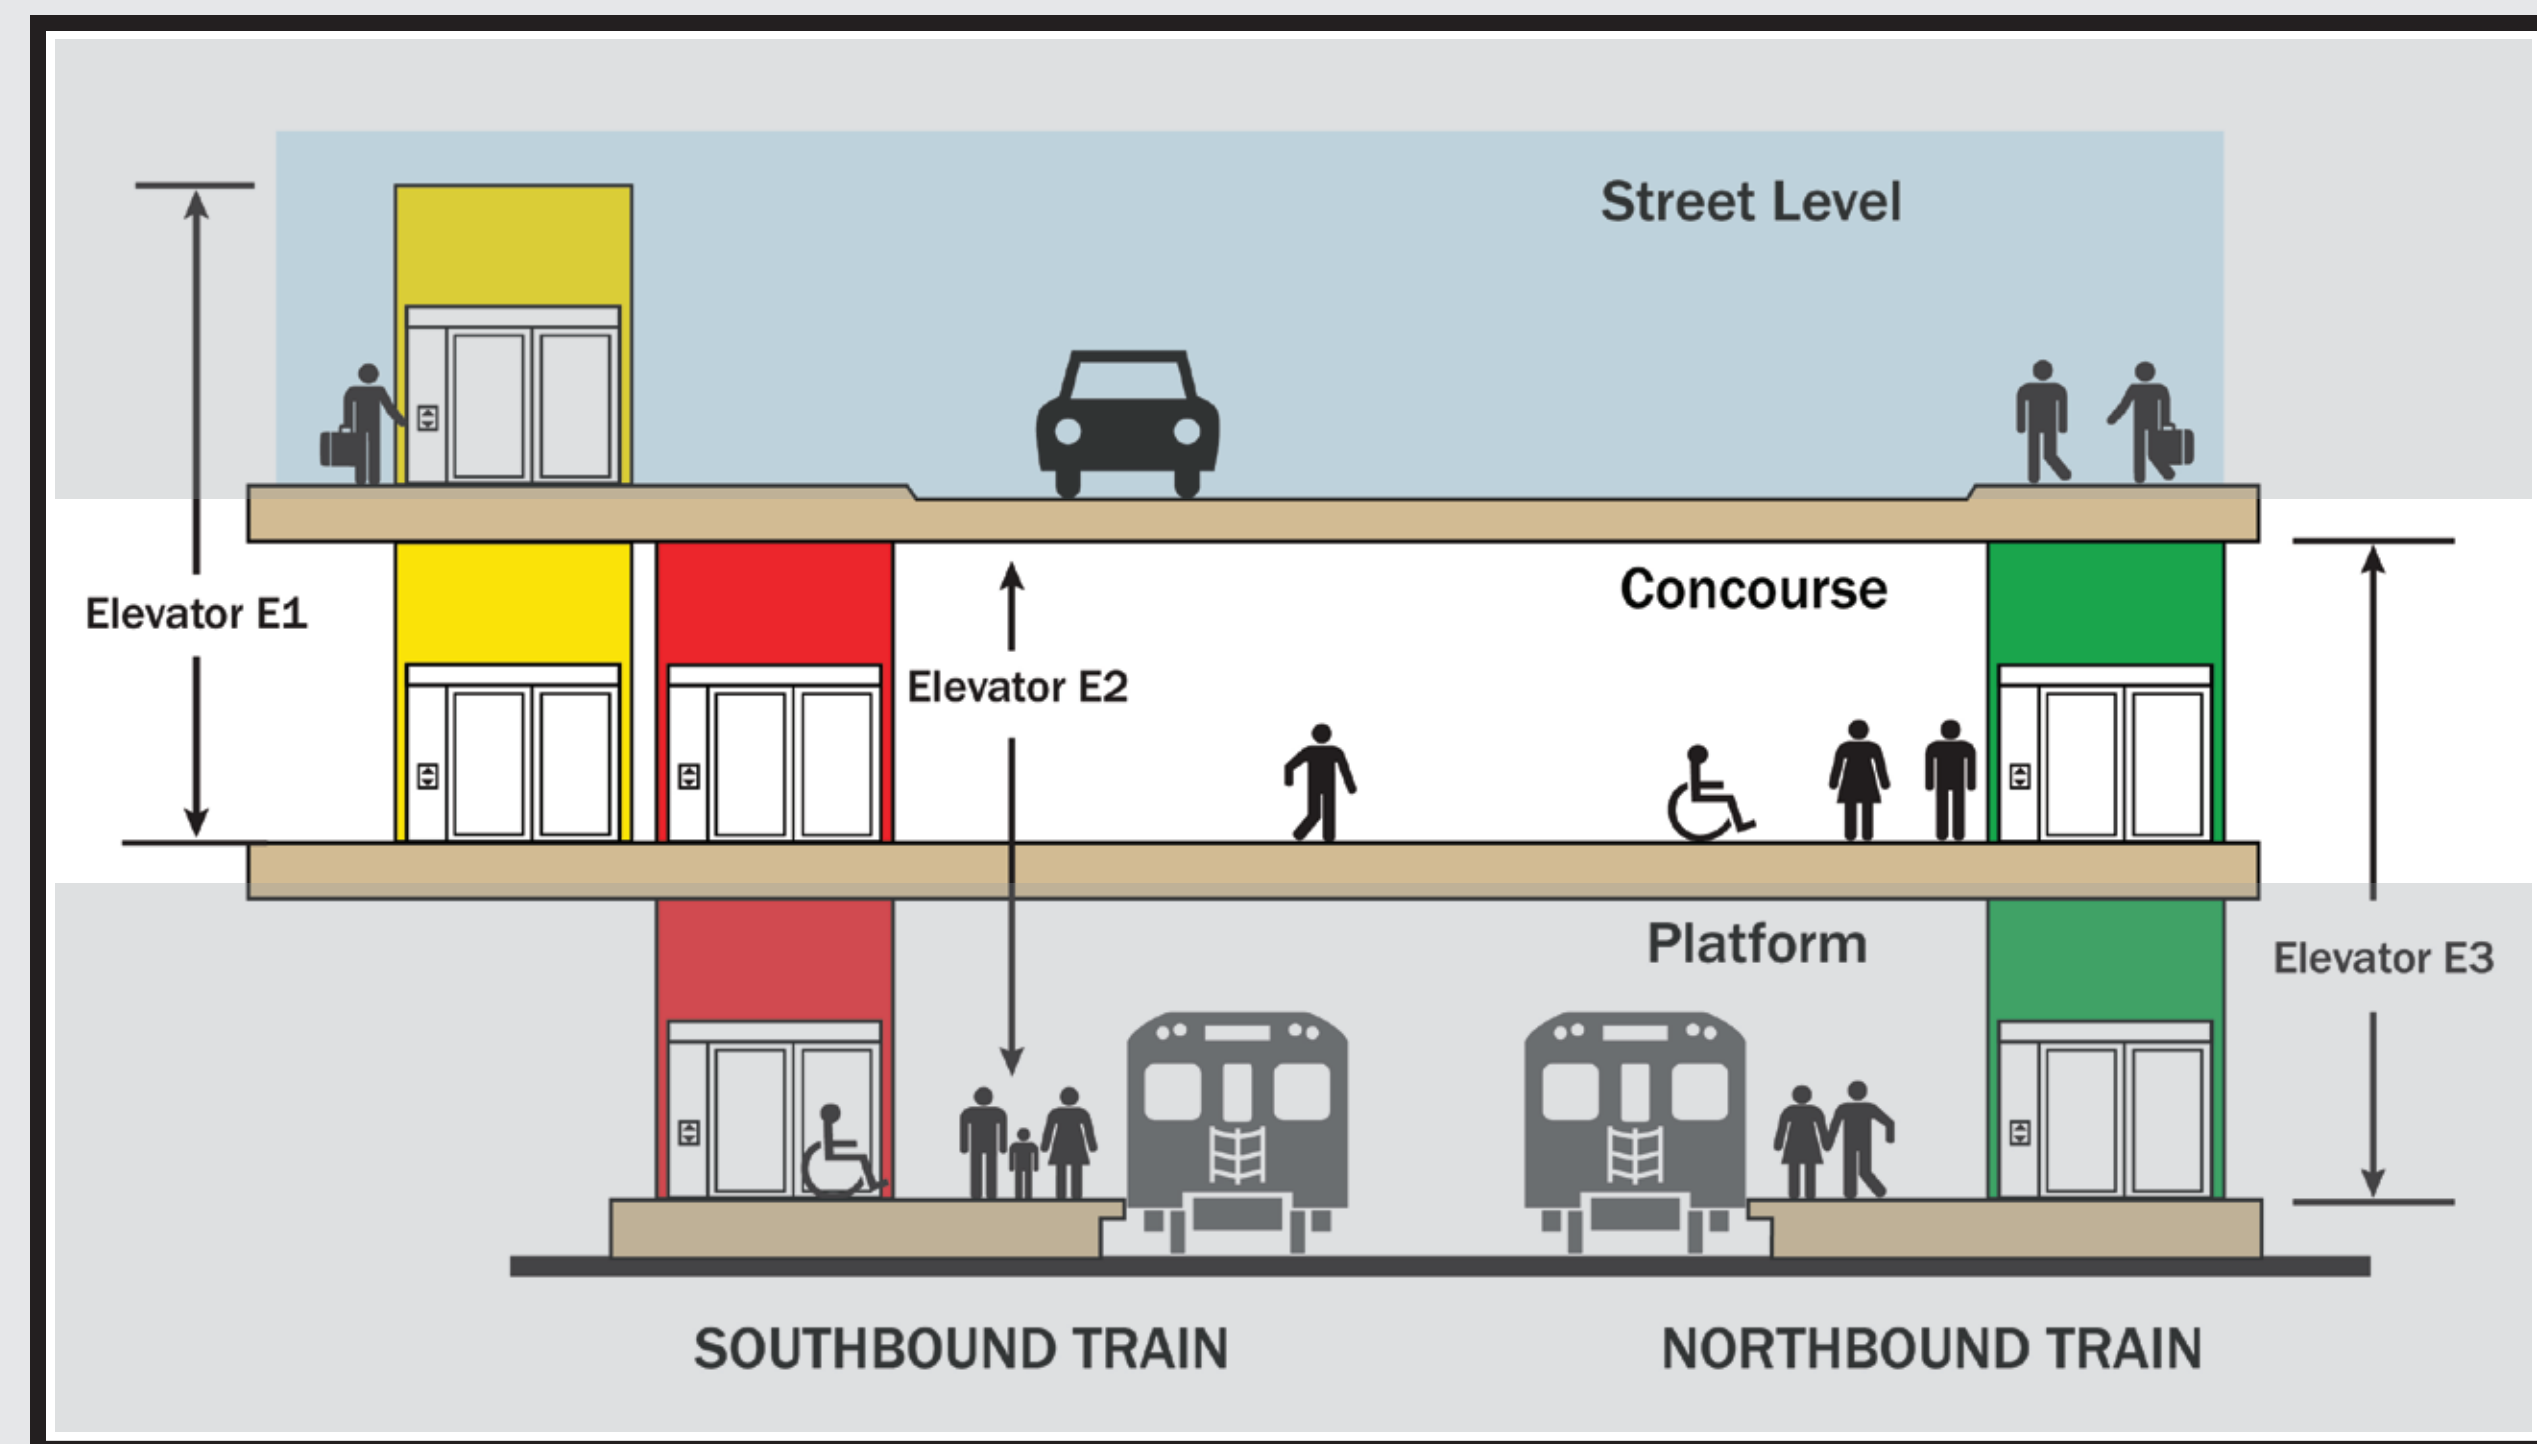 Street Level
Concourse
Elevator E1
Elevator E2
Platform
Elevator E3
SOUTHBOUND TRAIN
NORTHBOUND TRAIN